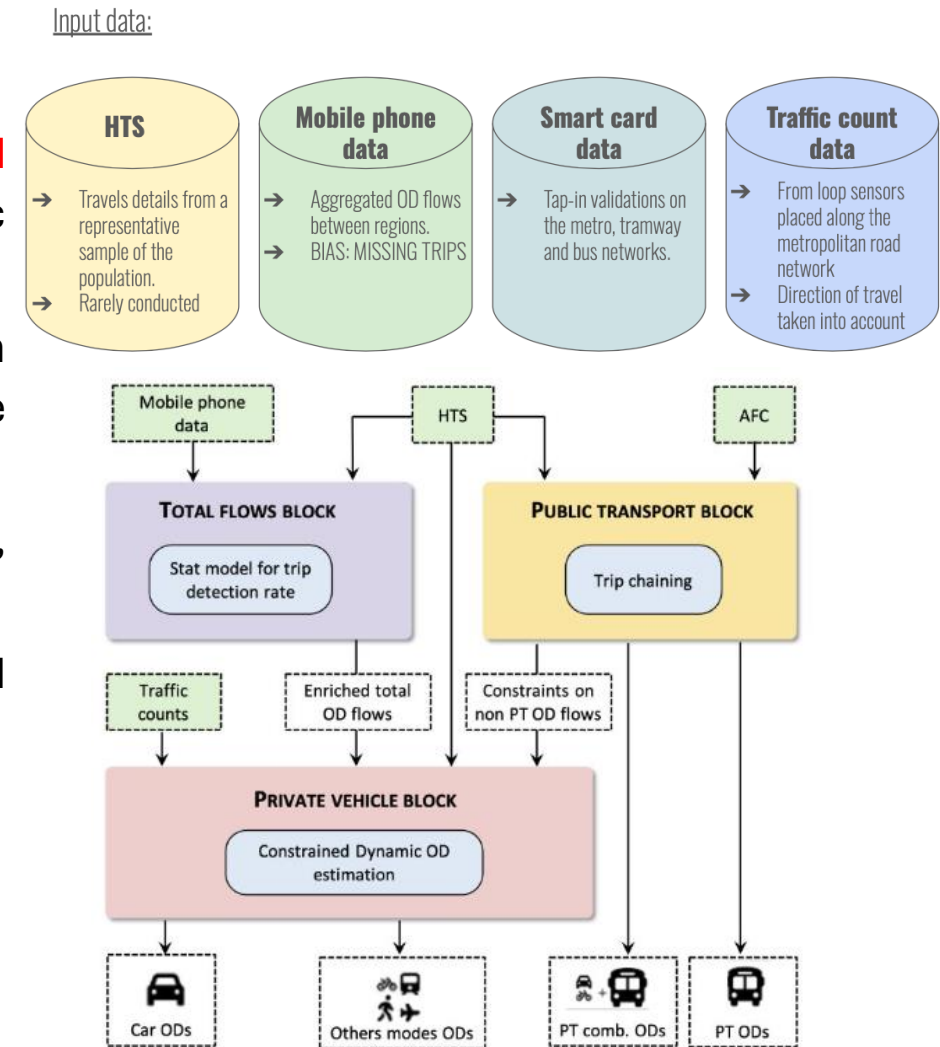 Input data:
HTS
➔ Travels details from a
representative
sample of the
population.
➔ Rarely conducted
Mobile phone
data
➔ Aggregated OD flows
between regions.
➔ BIAS: MISSING TRIPS
Smart card
data
➔ Tap-in validations on
the metro, tramway
and bus networks.
Traffic count
data
➔ From loop sensors
placed along the
metropolitan road
network
➔ Direction of travel
taken into account
c
e
,
Mobile phone
data
HTS
AFC
TOTAL FLOWS BLOCK
Stat model for trip
detection rate
PUBLIC TRANSPORT BLOCK
Trip chaining
Traffic
counts
Enriched total
OD flows
Constraints on
non PT OD flows
PRIVATE VEHICLE BLOCK
Constrained Dynamic OD
estimation
Car ODs
Others modes ODs
+
PT comb. ODs
PT ODs